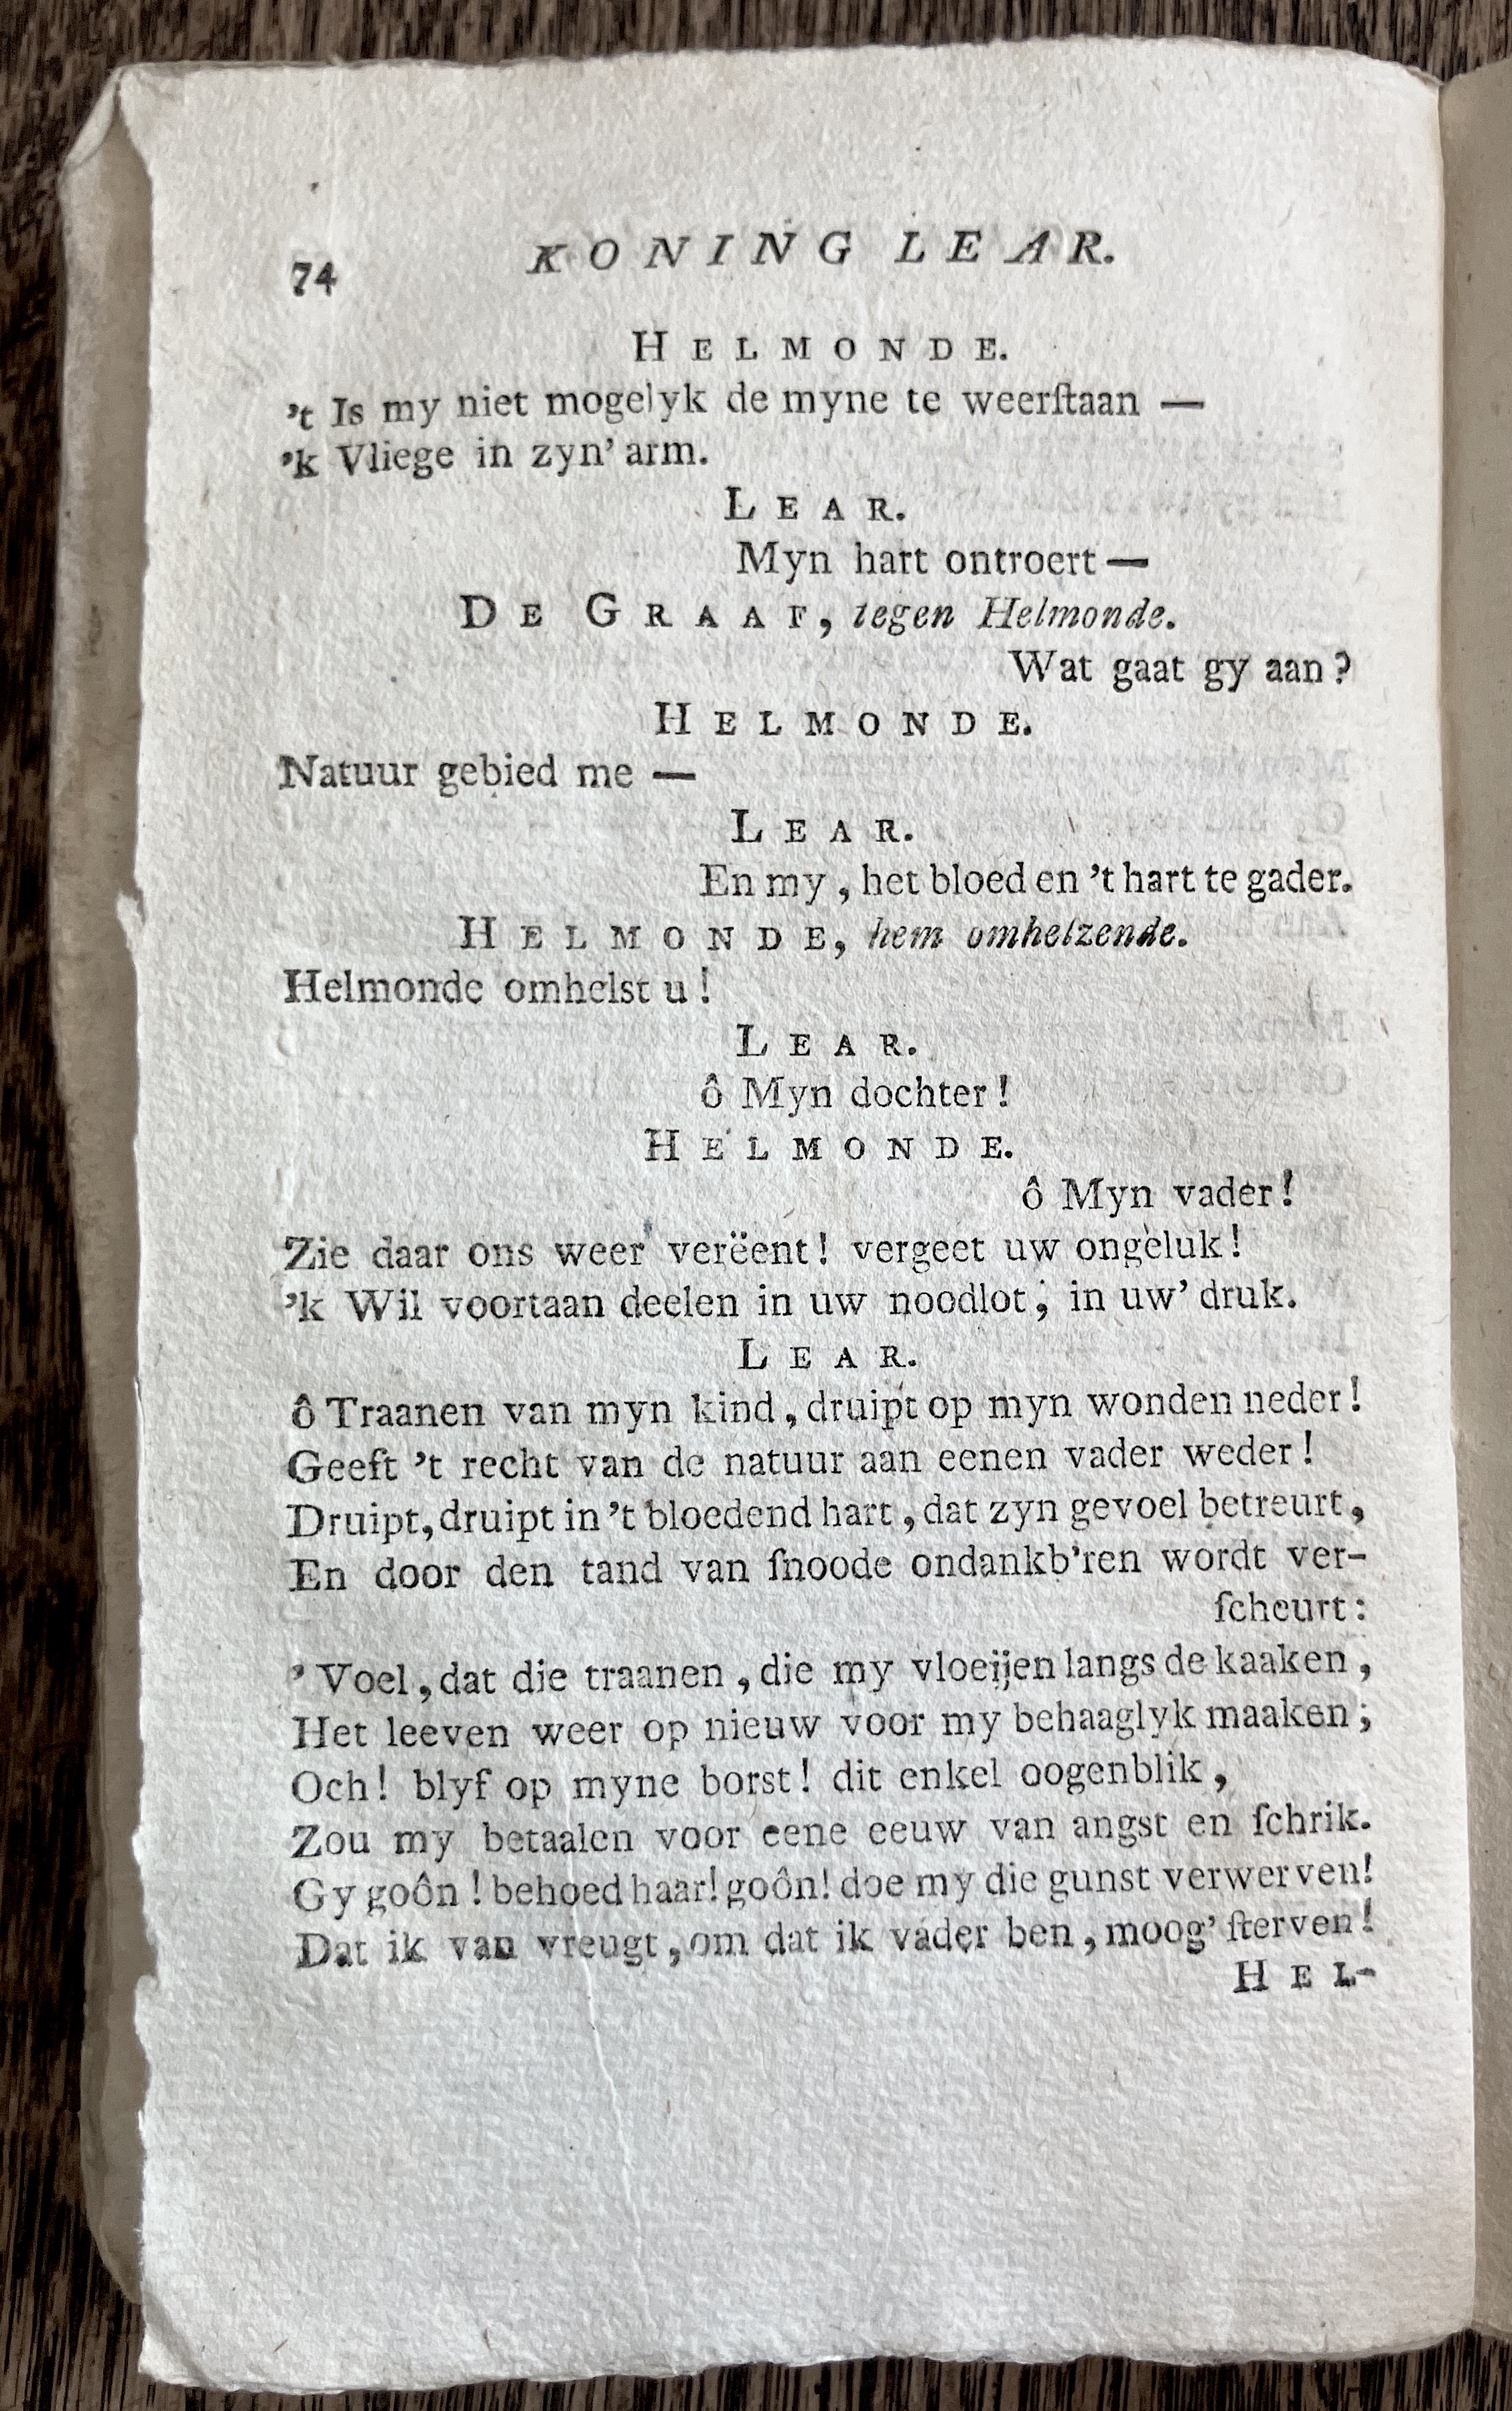 74 KONING LEAR.
HELMONDE.
’t Is my niet mogelyk de myne te weerſtaan —
’k Vliege in zyn’ arm.
LEAR.
Myn hart ontroert —
DE GRAAF, tegen Helmonde.
Wat gaat gy aan?
HELMONDE.
Natuur gebied me —
LEAR.
En my, het bloed en ’t hart te gader.
HELMONDE, hem omhelzende.
Helmonde omhelst u!
LEAR.
ô Myn dochter!
HELMONDE.
ô Myn vader!
Zie daar ons weer verëent! vergeet uw ongeluk!
’k Wil voortaan deelen in uw noodlot, in uw’ druk.
LEAR.
ô Traanen van myn kind, druipt op myn wonden neder!
Geeft ’t recht van de natuur aan eenen vader weder!
Druipt, druipt in ’t bloedend hart, dat zyn gevoel betreurt,
En door den tand van ſnoode ondankb’ren wordt ver-
ſcheurt:
’ Voel, dat die traanen, die my vloeijen langs de kaaken,
Het leeven weer op nieuw voor my behaaglyk maaken;
Och! blyf op myne borst! dit enkel oogenblik,
Zou my betaalen voor eene eeuw van angst en ſchrik.
Gy goôn! behoed haar! goôn! doe my die gunst verwerven!
Dat ik van vreugt, om dat ik vader ben, moog’ ſterven!
HEL-